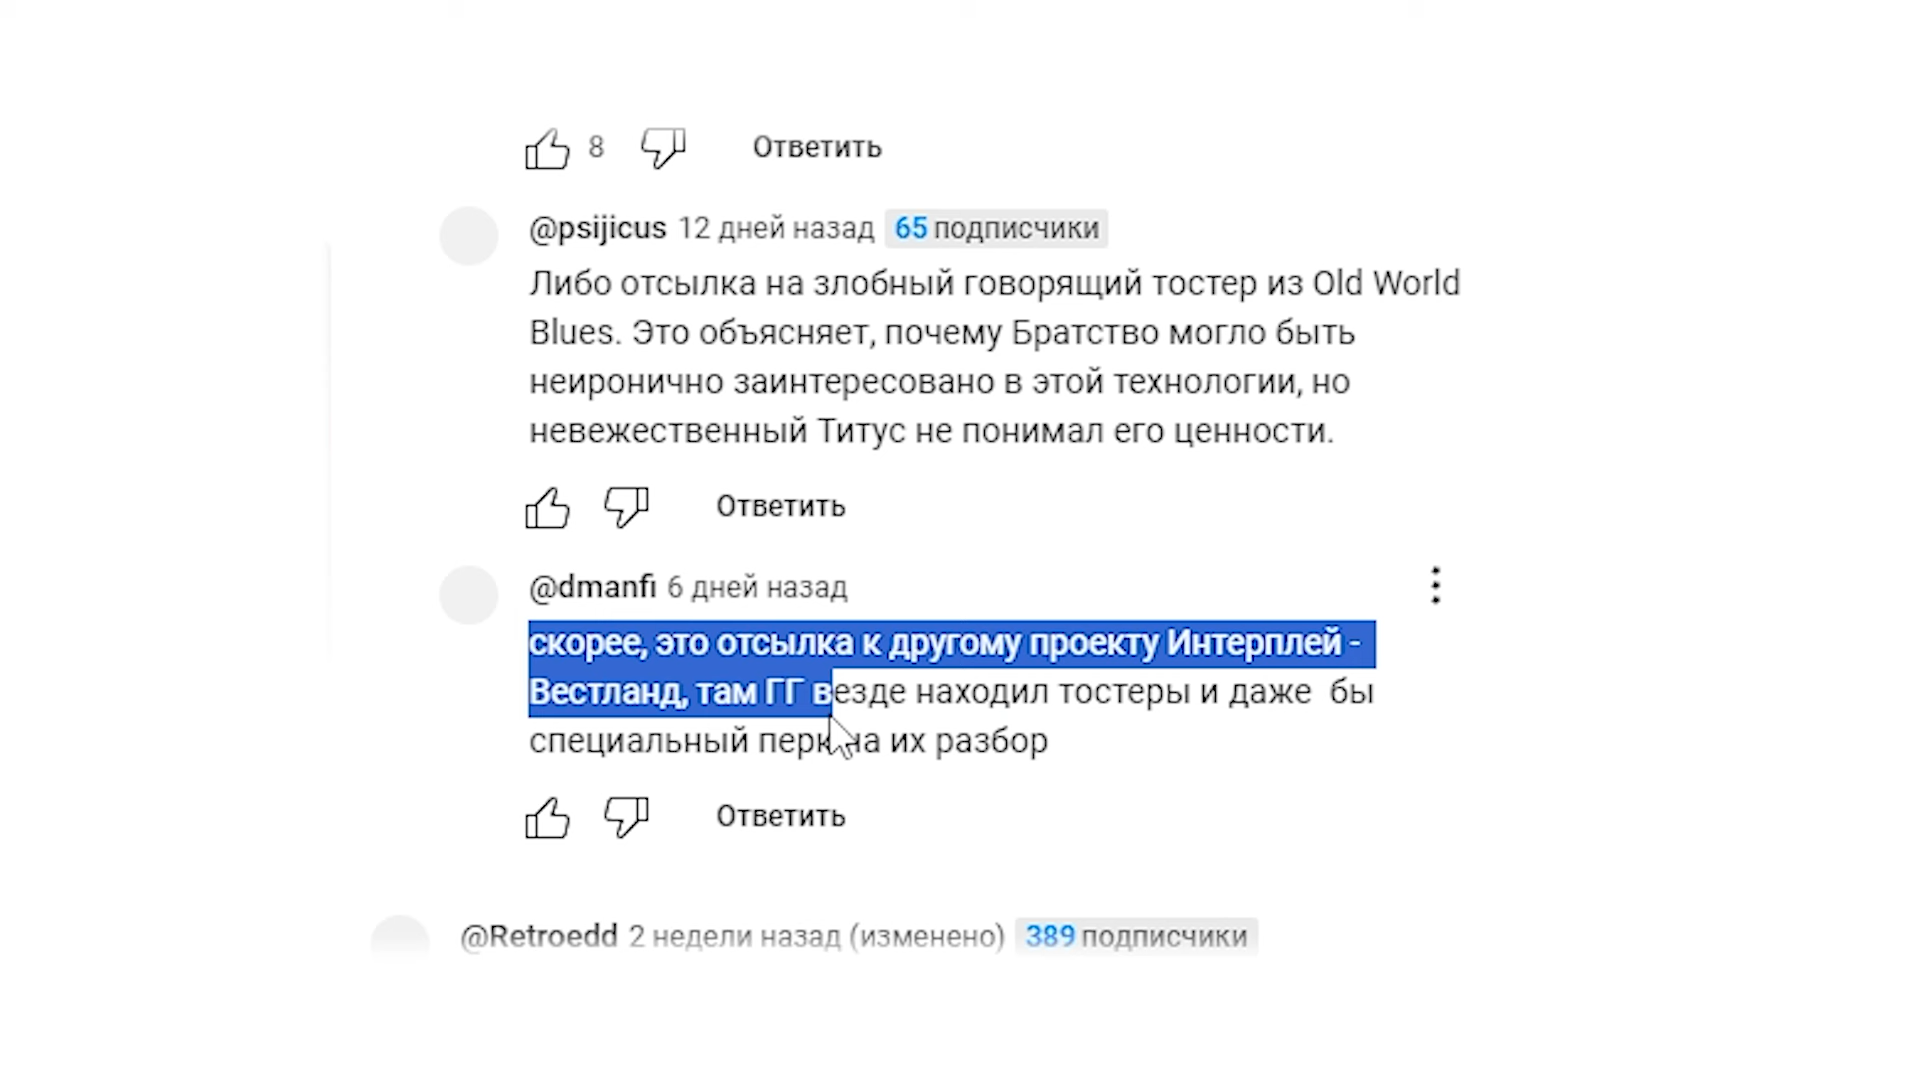 8 Ответить
@psijicus 12 дней назад 65 подписчики
Либо отсылка на злобный говорящий тостер из Old World
Blues. Это объясняет, почему Братство могло быть
неиронично заинтересовано в этой технологии, но
невежественный Титус не понимал его ценности.
Ответить
@dmanfi 6 дней назад
скорее, это отсылка к другому проекту Интерплей -
Вестланд, там ГГ везде находил тостеры и даже бы
специальный перк на их разбор
Ответить
@Retroedd 2 недели назад (изменено) 389 подписчики